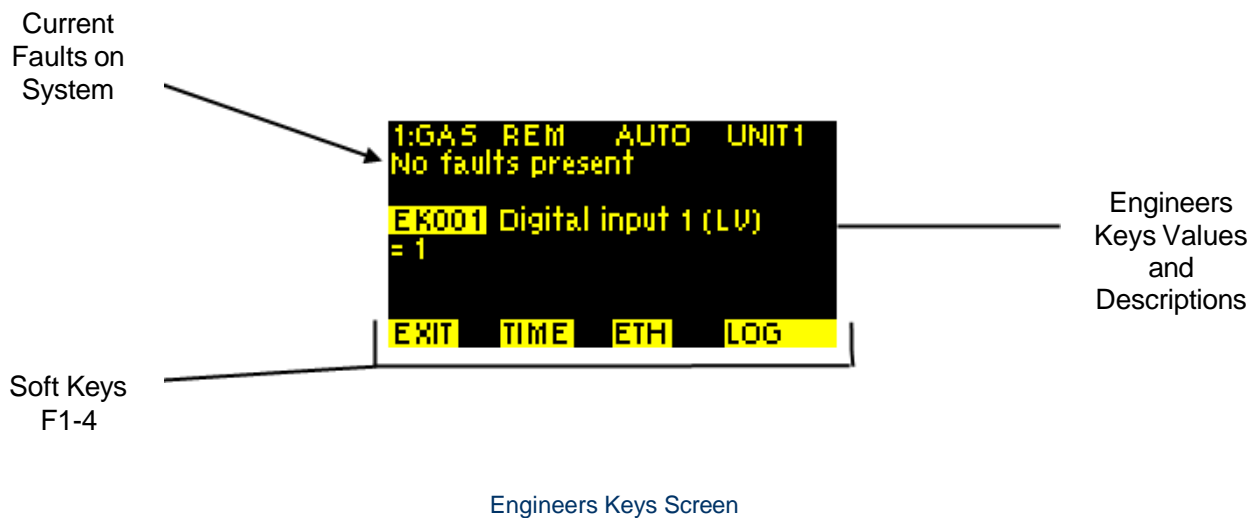 Current
Faults on
System
1:GAS REM AUTO UNIT1
No faults present
EK001 Digital input 1 (LV)
= 1
Engineers
Keys Values
and
Descriptions
EXIT TIME ETH LOG
Soft Keys
F1-4
Engineers Keys Screen